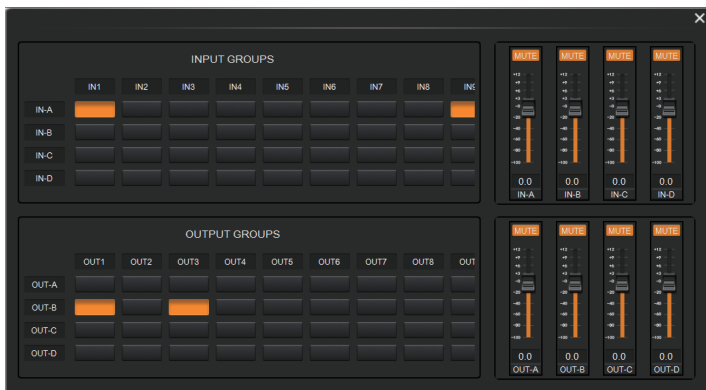 INPUT GROUPS
IN1 IN2 IN3 IN4 IN5 IN6 IN7 IN8 IN9
IN-A
IN-B
IN-C
IN-D
MUTE MUTE MUTE MUTE
0.0 0.0 0.0 0.0
IN-A IN-B IN-C IN-D
OUTPUT GROUPS
OUT1 OUT2 OUT3 OUT4 OUT5 OUT6 OUT7 OUT8 OUT
OUT-A
OUT-B
OUT-C
OUT-D
MUTE MUTE MUTE MUTE
0.0 0.0 0.0 0.0
OUT-A OUT-B OUT-C OUT-D